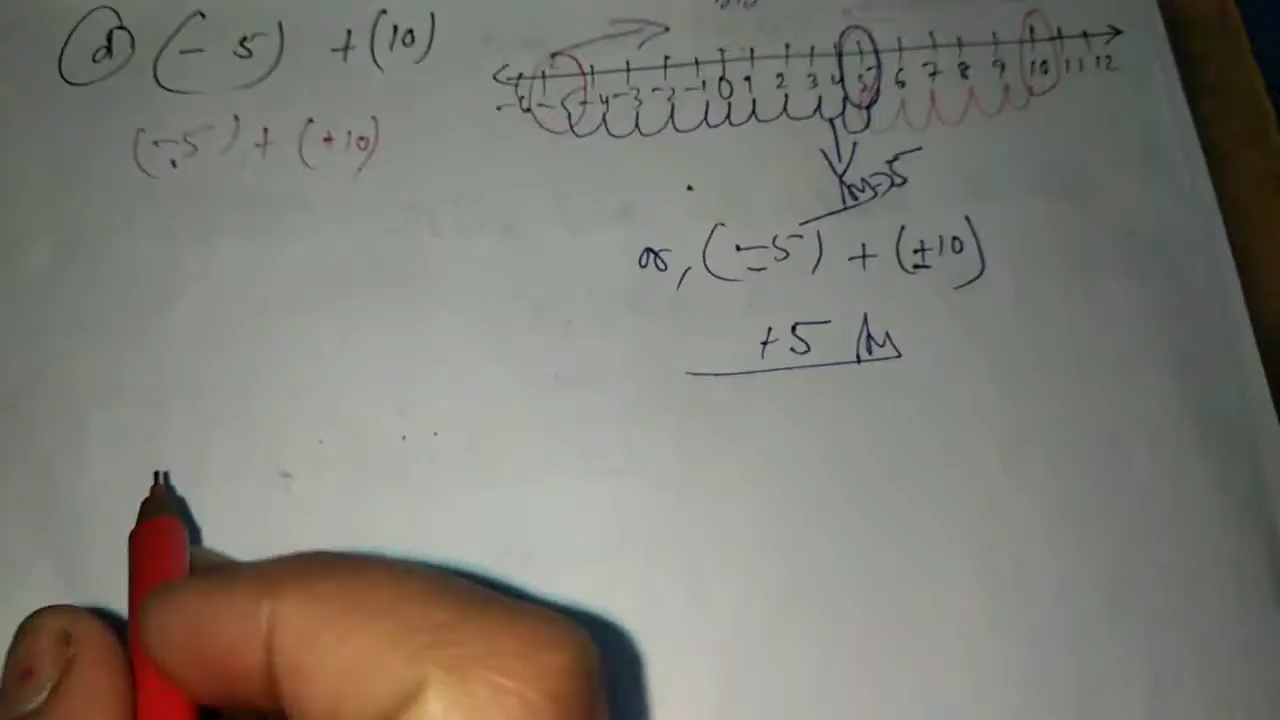 (d) (- 5) + (10)
(-5) + (+10)
-6 -5 -4 -3 -2 -1 0 1 2 3 4 5 6 7 8 9 10 11 12
5
or, (-5) + (+10)
+5